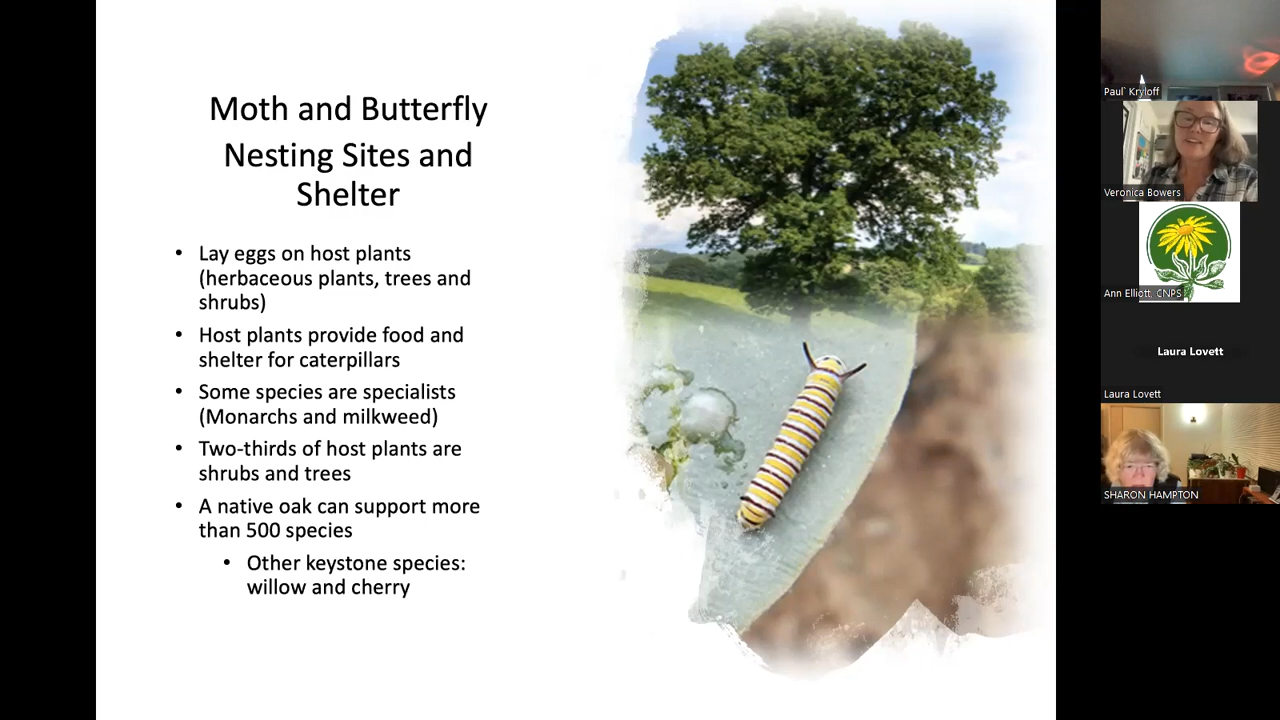 Moth and Butterfly
Nesting Sites and
Shelter
• Lay eggs on host plants
(herbaceous plants, trees and
shrubs)
• Host plants provide food and
shelter for caterpillars
• Some species are specialists
(Monarchs and milkweed)
• Two-thirds of host plants are
shrubs and trees
• A native oak can support more
than 500 species
• Other keystone species:
willow and cherry
Paul` Kryloff
Veronica Bowers
Ann Elliott, CNPS
Laura Lovett
Laura Lovett
SHARON HAMPTON